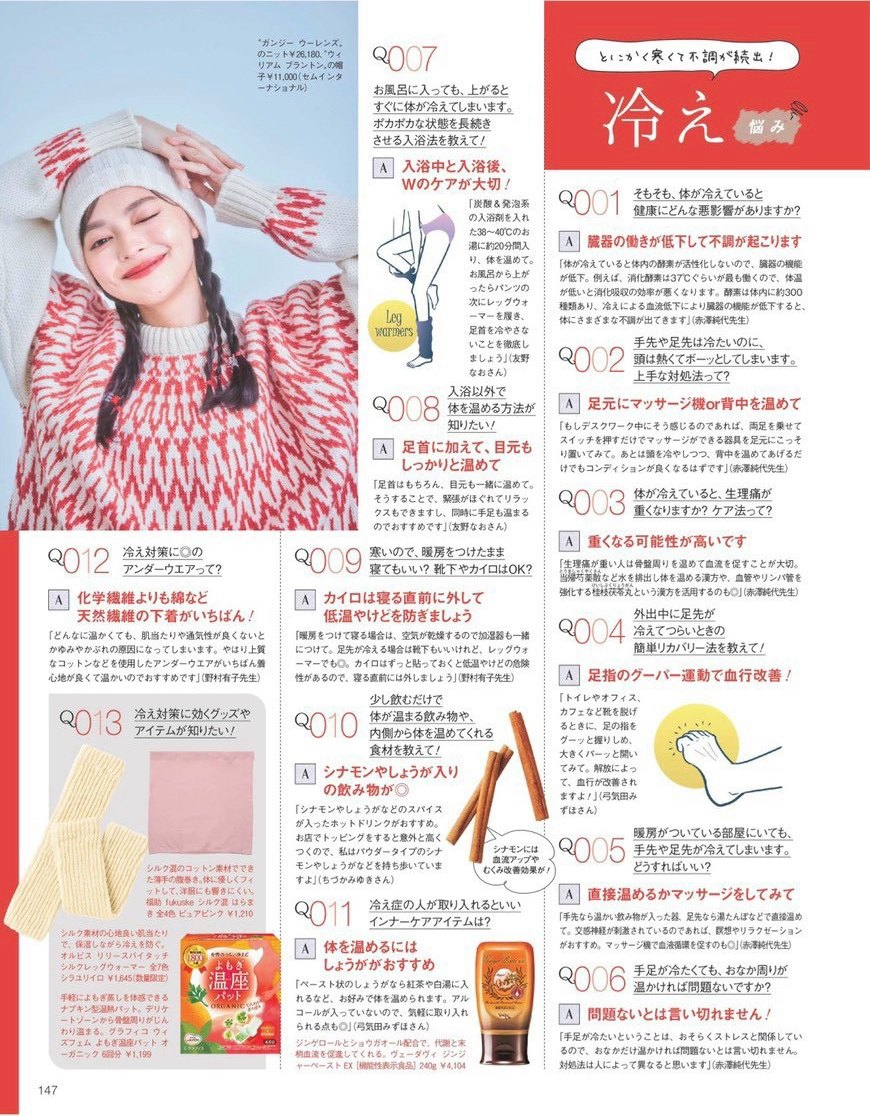 とにかく寒くて不調が続出！
冷え
悩み
"ガンジー ウーレンズ"
のニット￥26,180、"ウィ
リアム ブラントン"の帽
子￥11,000（セムインタ
ーナショナル）
Q001
そもそも、体が冷えていると
健康にどんな悪影響がありますか？
A
臓器の働きが低下して不調が起こります
「体が冷えていると体内の酵素が活性化しないので、臓器の機能
が低下。例えば、消化酵素は37℃ぐらいが最も働くので、体温
が低いと消化吸収の効率が悪くなります。酵素は体内に約300
種類あり、冷えによる血流低下により臓器の機能が低下すると、
体にさまざまな不調が出てきます」（赤澤純代先生）
Q002
手先や足先は冷たいのに、
頭は熱くてボーッとしてしまいます。
上手な対処法って？
A
足元にマッサージ機or背中を温めて
「もしデスクワーク中にそう感じるのであれば、両足を乗せて
スイッチを押すだけでマッサージができる器具を足元にこっそ
り置いてみて。あとは頭を冷やしつつ、背中を温めてあげるだ
けでもコンディションが良くなるはずです」（赤澤純代先生）
Q003
体が冷えていると、生理痛が
重くなりますか？ ケア法って？
A
重くなる可能性が高いです
「生理痛が重い人は骨盤周りを温めて血流を促すことが大切。
当帰芍薬散など水を排出し体を温める漢方や、血管やリンパ管を
強化する桂枝茯苓丸という漢方を活用するのも◎」（赤澤純代先生）
Q004
外出中に足先が
冷えてつらいときの
簡単リカバリー法を教えて！
A
足指のグーパー運動で血行改善！
「トイレやオフィス、
カフェなど靴を脱げ
るときに、足の指を
グーッと握りしめ、
大きくパーッと開い
てみて。解放によっ
て、血行が改善され
ますよ！」（弓気田み
ずほさん）
Q005
暖房がついている部屋にいても、
手先や足先が冷えてしまいます。
どうすればいい？
A
直接温めるかマッサージをしてみて
「手先なら温かい飲み物が入った器、足先なら湯たんぽなどで直接温め
て。交感神経が刺激されているのであれば、瞑想やリラクゼーション
がおすすめ。マッサージ機で血液循環を促すのも◎」（赤澤純代先生）
Q006
手足が冷たくても、おなか周りが
温かければ問題ないですか？
A
問題ないとは言い切れません！
「手足が冷たいということは、おそらくストレスと関係してい
るので、おなかだけ温かければ問題ないとは言い切れません。
対処法は人によって異なると思います」（赤澤純代先生）
Q007
お風呂に入っても、上がると
すぐに体が冷えてしまいます。
ポカポカな状態を長続き
させる入浴法を教えて！
A
入浴中と入浴後、
Wのケアが大切！
「炭酸＆発泡系
の入浴剤を入れ
た38〜40℃のお
湯に約20分間入
り、体を温めて。
お風呂から上が
ったらパンツの
次にレッグウォ
ーマーを履き、
足首を冷やさな
いことを徹底し
ましょう」（友野
なおさん）
Leg
warmers
Q008
入浴以外で
体を温める方法が
知りたい！
A
足首に加えて、目元も
しっかりと温めて
「足首はもちろん、目元も一緒に温めて。
そうすることで、緊張がほぐれてリラッ
クスもできますし、同時に手足も温まる
のでおすすめです」（友野なおさん）
Q009
寒いので、暖房をつけたまま
寝てもいい？ 靴下やカイロはOK？
A
カイロは寝る直前に外して
低温やけどを防ぎましょう
「暖房をつけて寝る場合は、空気が乾燥するので加湿器も一緒
につけて。足先が冷える場合は靴下もいいけれど、レッグウォ
ーマーでも◎。カイロはずっと貼っておくと低温やけどの危険
性があるので、寝る直前には外しましょう」（野村有子先生）
Q010
少し飲むだけで
体が温まる飲み物や、
内側から体を温めてくれる
食材を教えて！
A
シナモンやしょうが入り
の飲み物が◎
「シナモンやしょうがなどのスパイス
が入ったホットドリンクがおすすめ。
お店でトッピングをすると意外と高く
つくので、私はパウダータイプのシナ
モンやしょうがなどを持ち歩いていま
すよ」（ちづかみゆきさん）
シナモンには
血流アップや
むくみ改善効果が！
Q011
冷え症の人が取り入れるといい
インナーケアアイテムは？
A
体を温めるには
しょうががおすすめ
「ペースト状のしょうがなら紅茶や白湯に入
れるなど、お好みで体を温められます。アル
コールが入っていないので、気軽に取り入れ
られる点も◎」（弓気田みずほさん）
ジンゲロールとショウガオール配合で、代謝と末
梢血流を促進してくれる。ヴェーダヴィ ジンジ
ャーペースト EX［機能性表示食品］ 240g ￥4,104
Q012
冷え対策に◎の
アンダーウエアって？
A
化学繊維よりも綿など
天然繊維の下着がいちばん！
「どんなに温かくても、肌当たりや通気性が良くないと
かゆみやかぶれの原因になってしまいます。やはり上質
なコットンなどを使用したアンダーウエアがいちばん着
心地が良くて温かいのでおすすめです」（野村有子先生）
Q013
冷え対策に効くグッズや
アイテムが知りたい！
シルク混のコットン素材ででき
た薄手の腹巻き。体に優しくフィ
ットして、洋服にも響きにくい。
福助 fukuske シルク混 はらま
き 全4色 ピュアピンク ￥1,210
シルク素材の心地良い肌当たり
で、保湿しながら冷えを防ぐ。
オルビス リリースバイタッチ
シルクレッグウォーマー 全7色
シラユリイロ ￥1,645（数量限定）
手軽によもぎ蒸しを体感できる
ナプキン型温熱パット。デリケ
ートゾーンから骨盤周りがじん
わり温まる。グラフィコ ウィ
ズフェム よもぎ温座パット オ
ーガニック 6回分 ￥1,199
よもぎ
温座
パット
ORGANIC
147